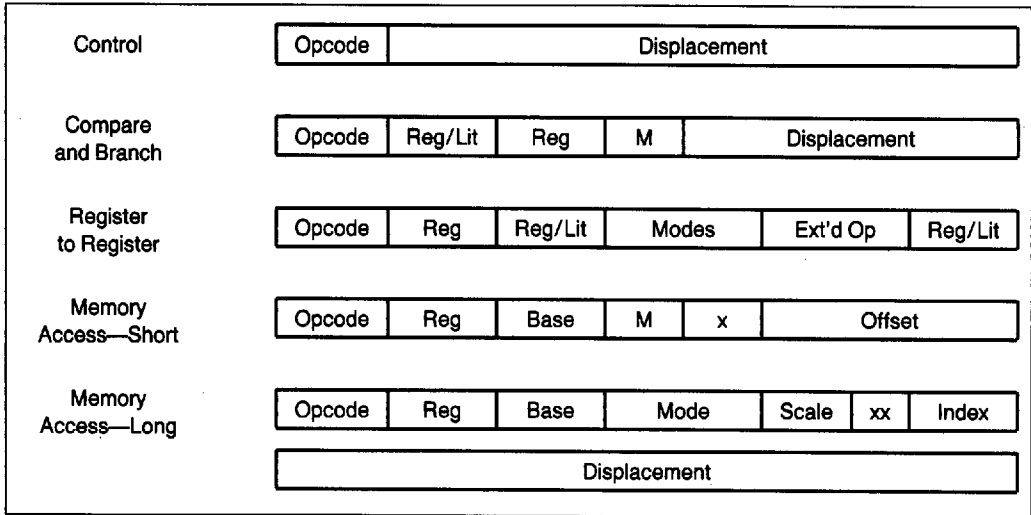 Control Opcode Displacement
Compare
and Branch Opcode Reg/Lit Reg M Displacement
Register
to Register Opcode Reg Reg/Lit Modes Ext'd Op Reg/Lit
Memory
Access—Short Opcode Reg Base M x Offset
Memory
Access—Long Opcode Reg Base Mode Scale xx Index
Displacement